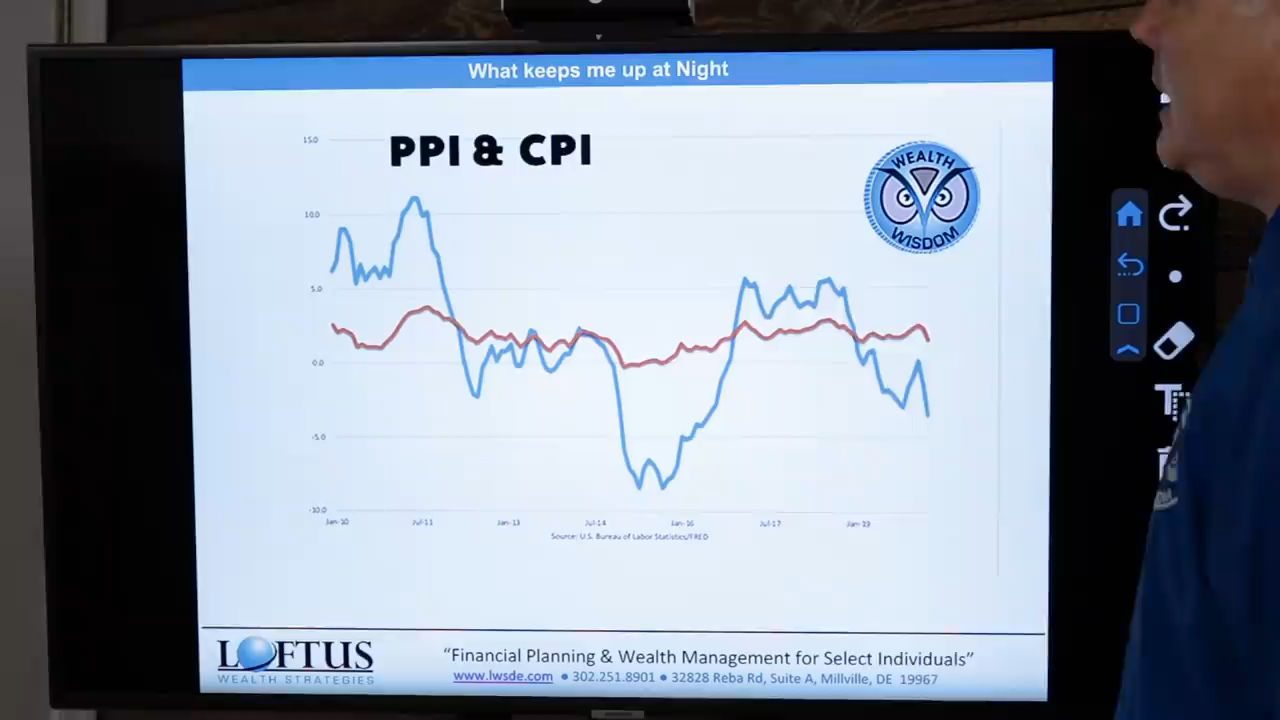 What keeps me up at Night
PPI & CPI
15.0
10.0
5.0
0.0
-5.0
-10.0
Jan-10 Jul-11 Jan-13 Jul-14 Jan-16 Jul-17 Jan-19
Source: U.S. Bureau of Labor Statistics/FRED
WEALTH
WISDOM
LOFTUS
WEALTH STRATEGIES
“Financial Planning & Wealth Management for Select Individuals”
www.lwsde.com ● 302.251.8901 ● 32828 Reba Rd, Suite A, Millville, DE 19967